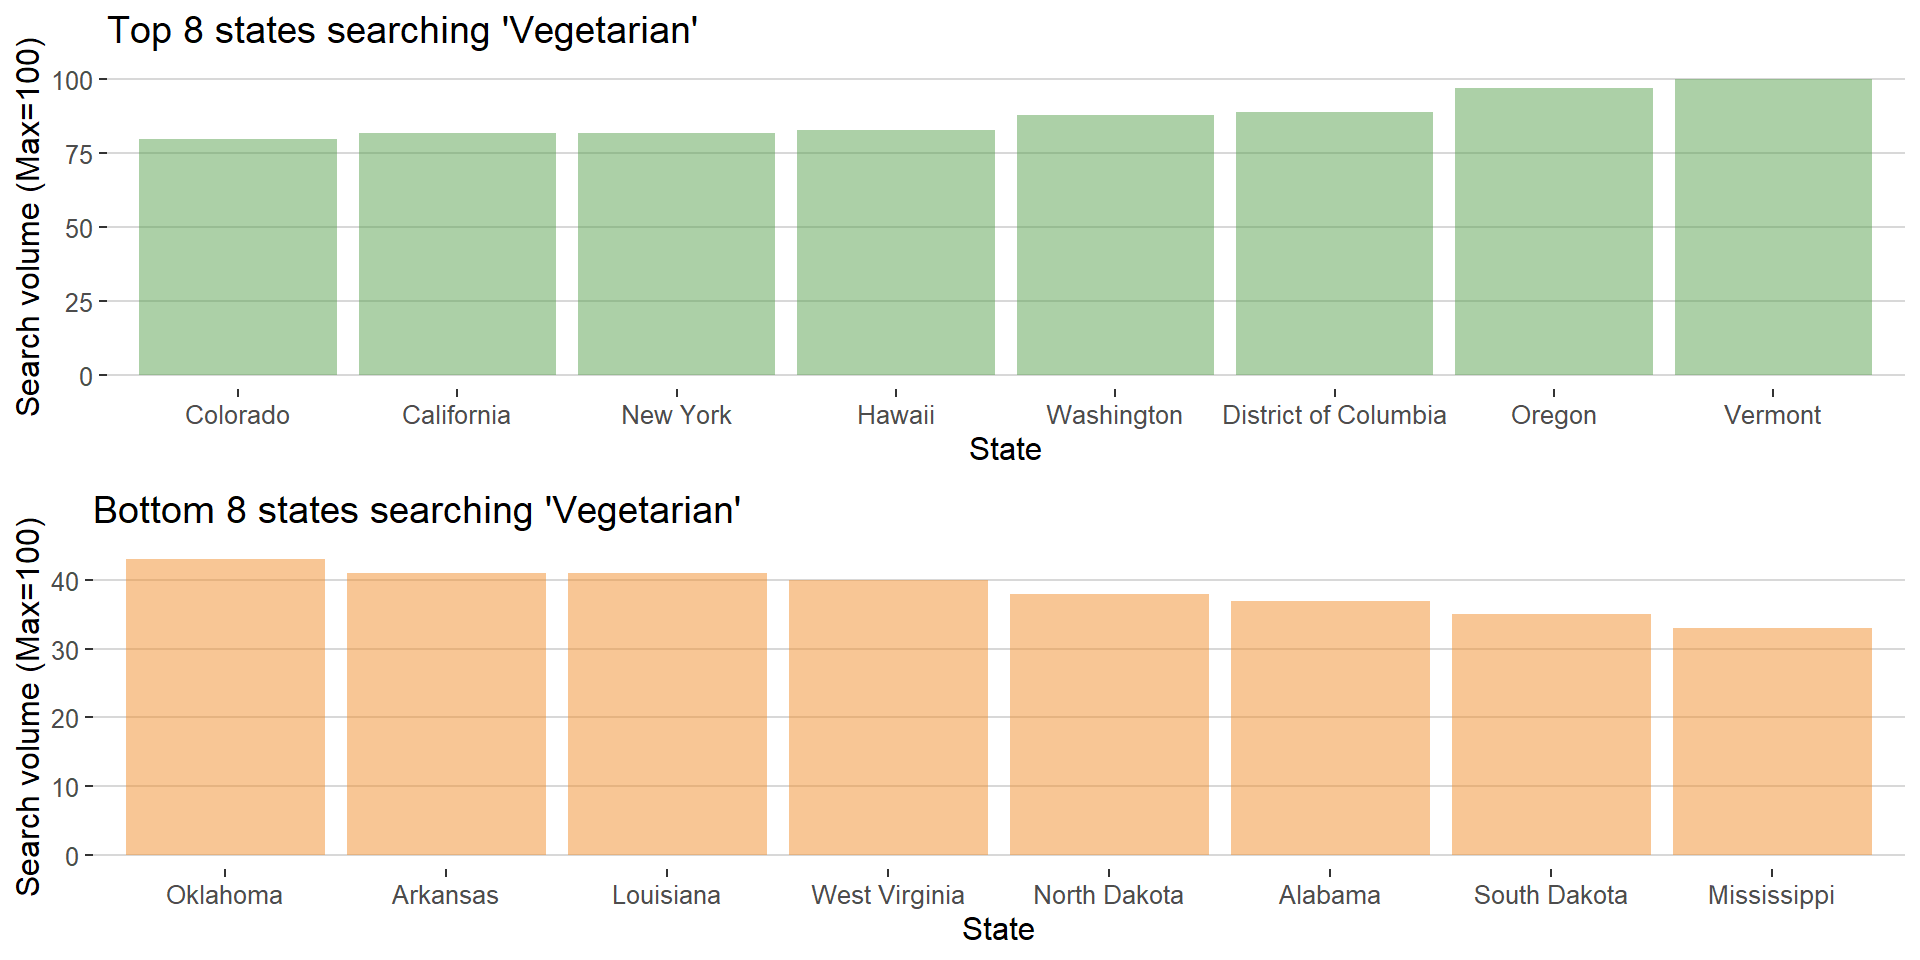 Top 8 states searching 'Vegetarian'
Search volume (Max=100)
100
75
50
25
0
Colorado California New York Hawaii Washington District of Columbia Oregon Vermont
State
Bottom 8 states searching 'Vegetarian'
Search volume (Max=100)
40
30
20
10
0
Oklahoma Arkansas Louisiana West Virginia North Dakota Alabama South Dakota Mississippi
State